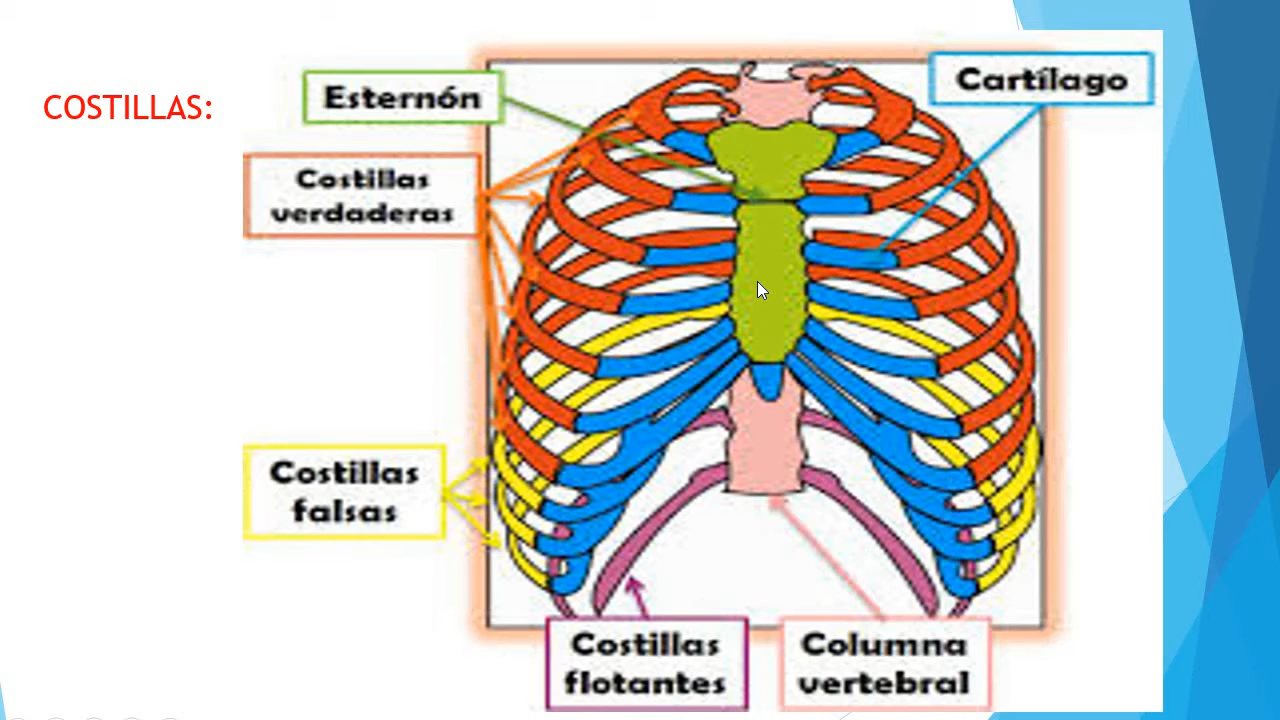 COSTILLAS:
Esternón
Cartílago
Costillas
verdaderas
Costillas
falsas
Costillas
flotantes
Columna
vertebral